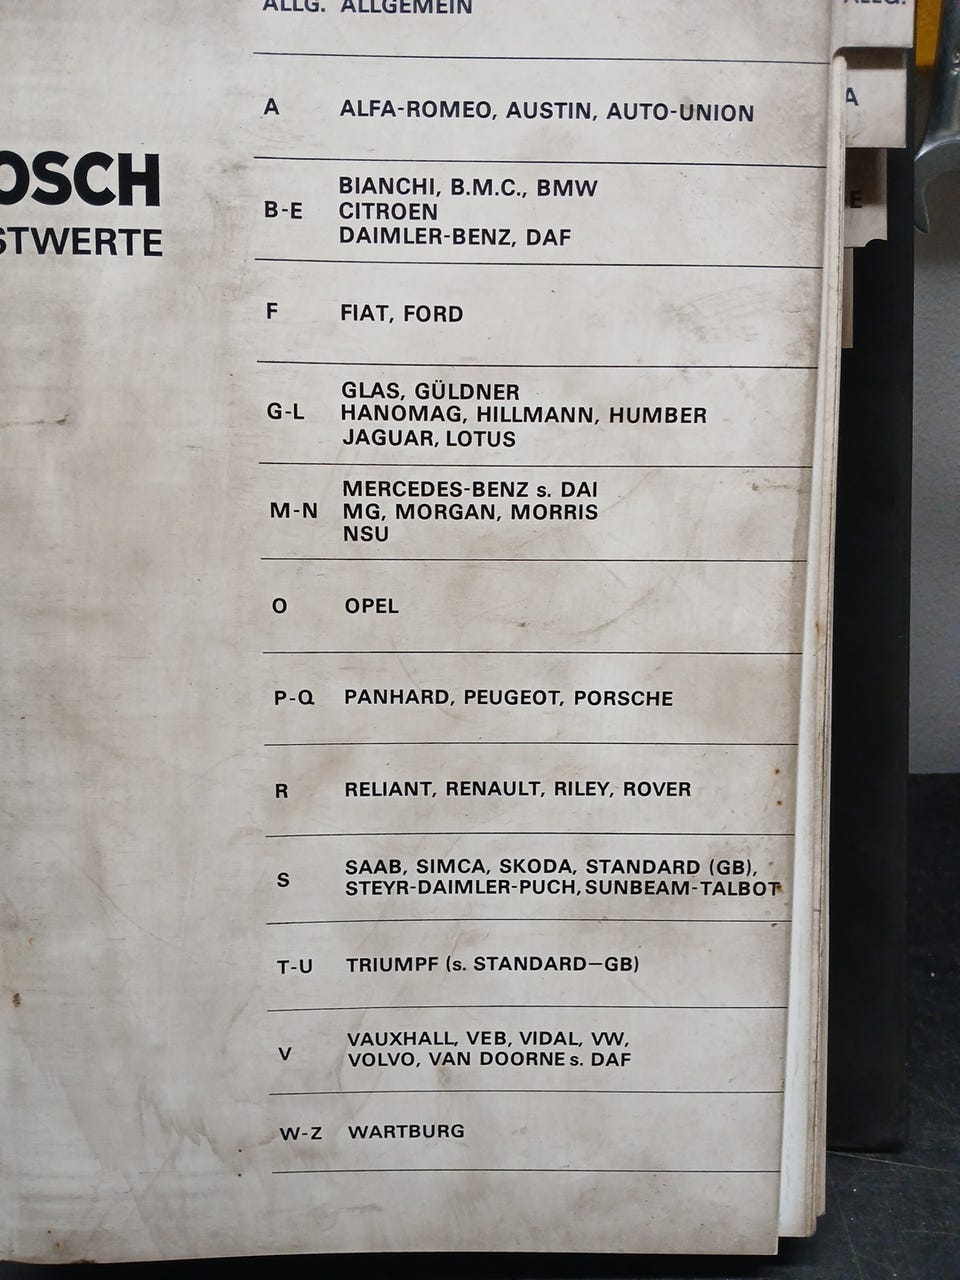 ALLG. ALLGEMEIN
ALLG.
A ALFA-ROMEO, AUSTIN, AUTO-UNION
A
OSCH
STWERTE
B-E BIANCHI, B.M.C., BMW
CITROEN
DAIMLER-BENZ, DAF
E
F FIAT, FORD
G-L GLAS, GÜLDNER
HANOMAG, HILLMANN, HUMBER
JAGUAR, LOTUS
M-N MERCEDES-BENZ s. DAI
MG, MORGAN, MORRIS
NSU
O OPEL
P-Q PANHARD, PEUGEOT, PORSCHE
R RELIANT, RENAULT, RILEY, ROVER
S SAAB, SIMCA, SKODA, STANDARD (GB),
STEYR-DAIMLER-PUCH, SUNBEAM-TALBOT
T-U TRIUMPF (s. STANDARD–GB)
V VAUXHALL, VEB, VIDAL, VW,
VOLVO, VAN DOORNE s. DAF
W-Z WARTBURG